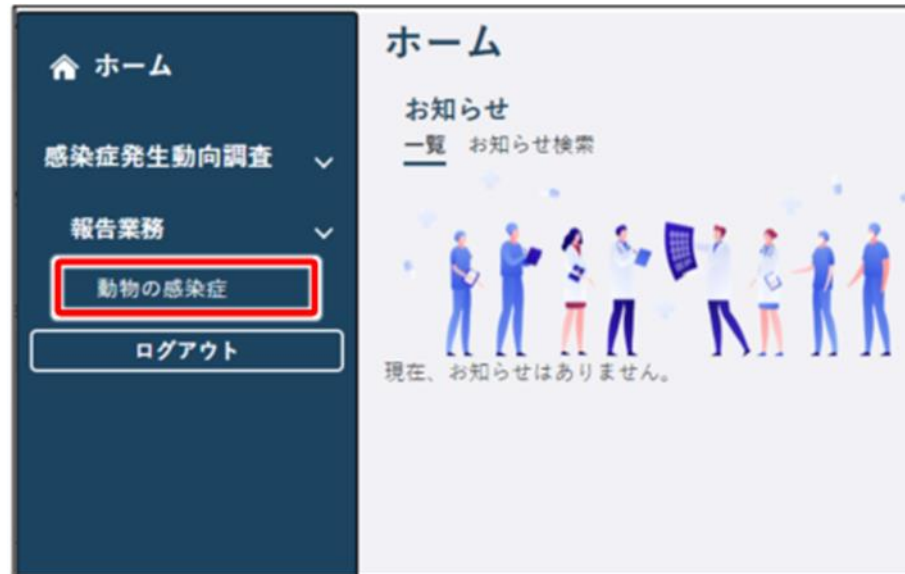 ホーム
感染症発生動向調査
報告業務
動物の感染症
ログアウト
ホーム
お知らせ
一覧 お知らせ検索
現在、お知らせはありません。